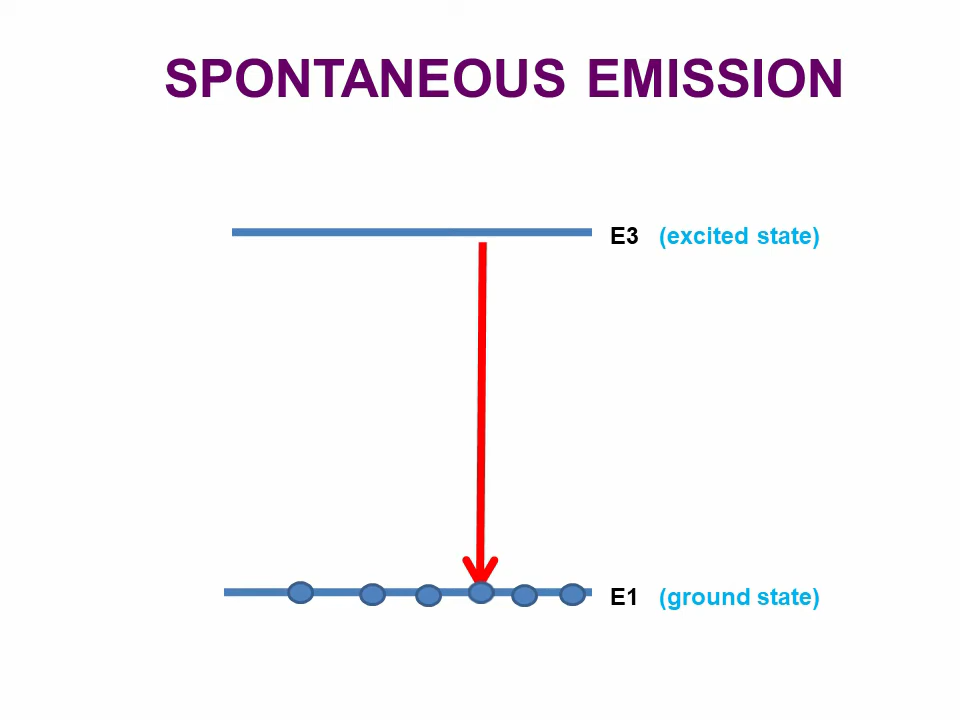 SPONTANEOUS EMISSION
E3 (excited state)
E1 (ground state)